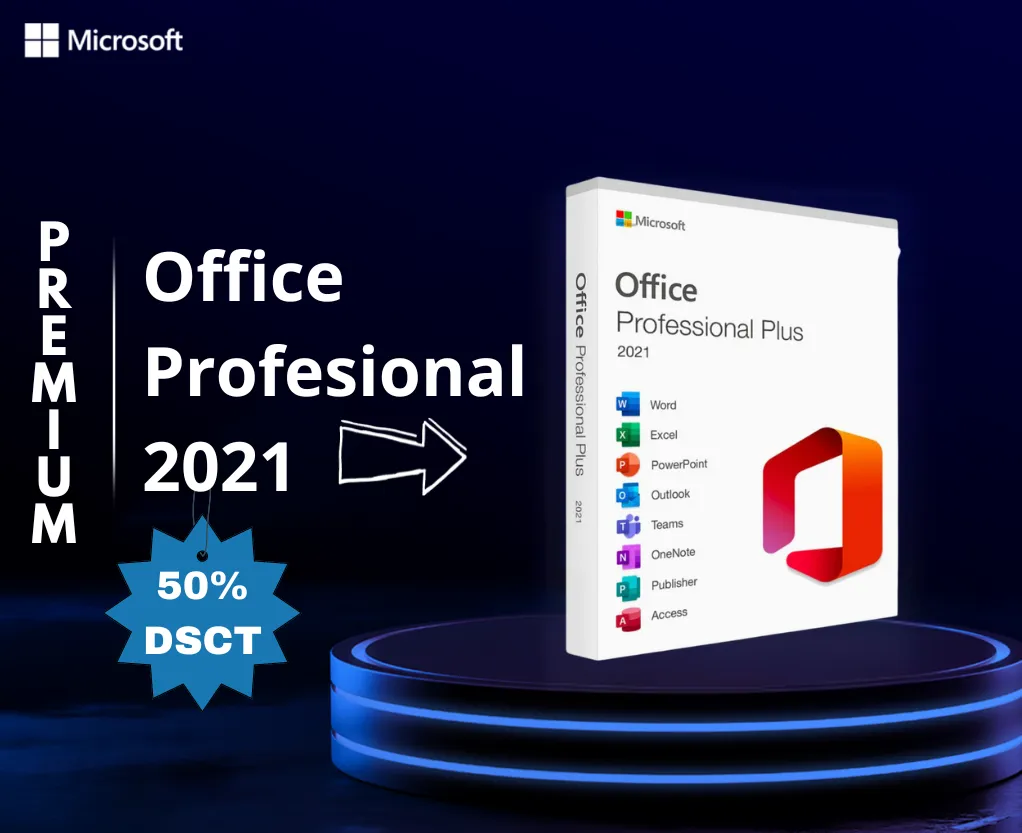 Microsoft
PREMIUM
Office
Profesional
2021
50%
DSCT
Microsoft
Office
Professional Plus
2021
Office Professional Plus 2021
W Word
X Excel
P PowerPoint
O Outlook
T Teams
N OneNote
P Publisher
A Access